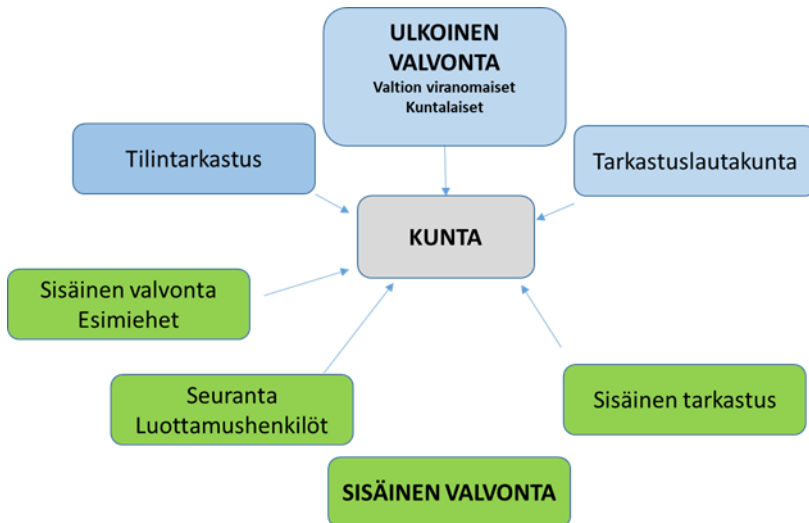 ULKOINEN
VALVONTA
Valtion viranomaiset
Kuntalaiset
Tilintarkastus
Tarkastuslautakunta
KUNTA
Sisäinen valvonta
Esimiehet
Seuranta
Luottamushenkilöt
Sisäinen tarkastus
SISÄINEN VALVONTA